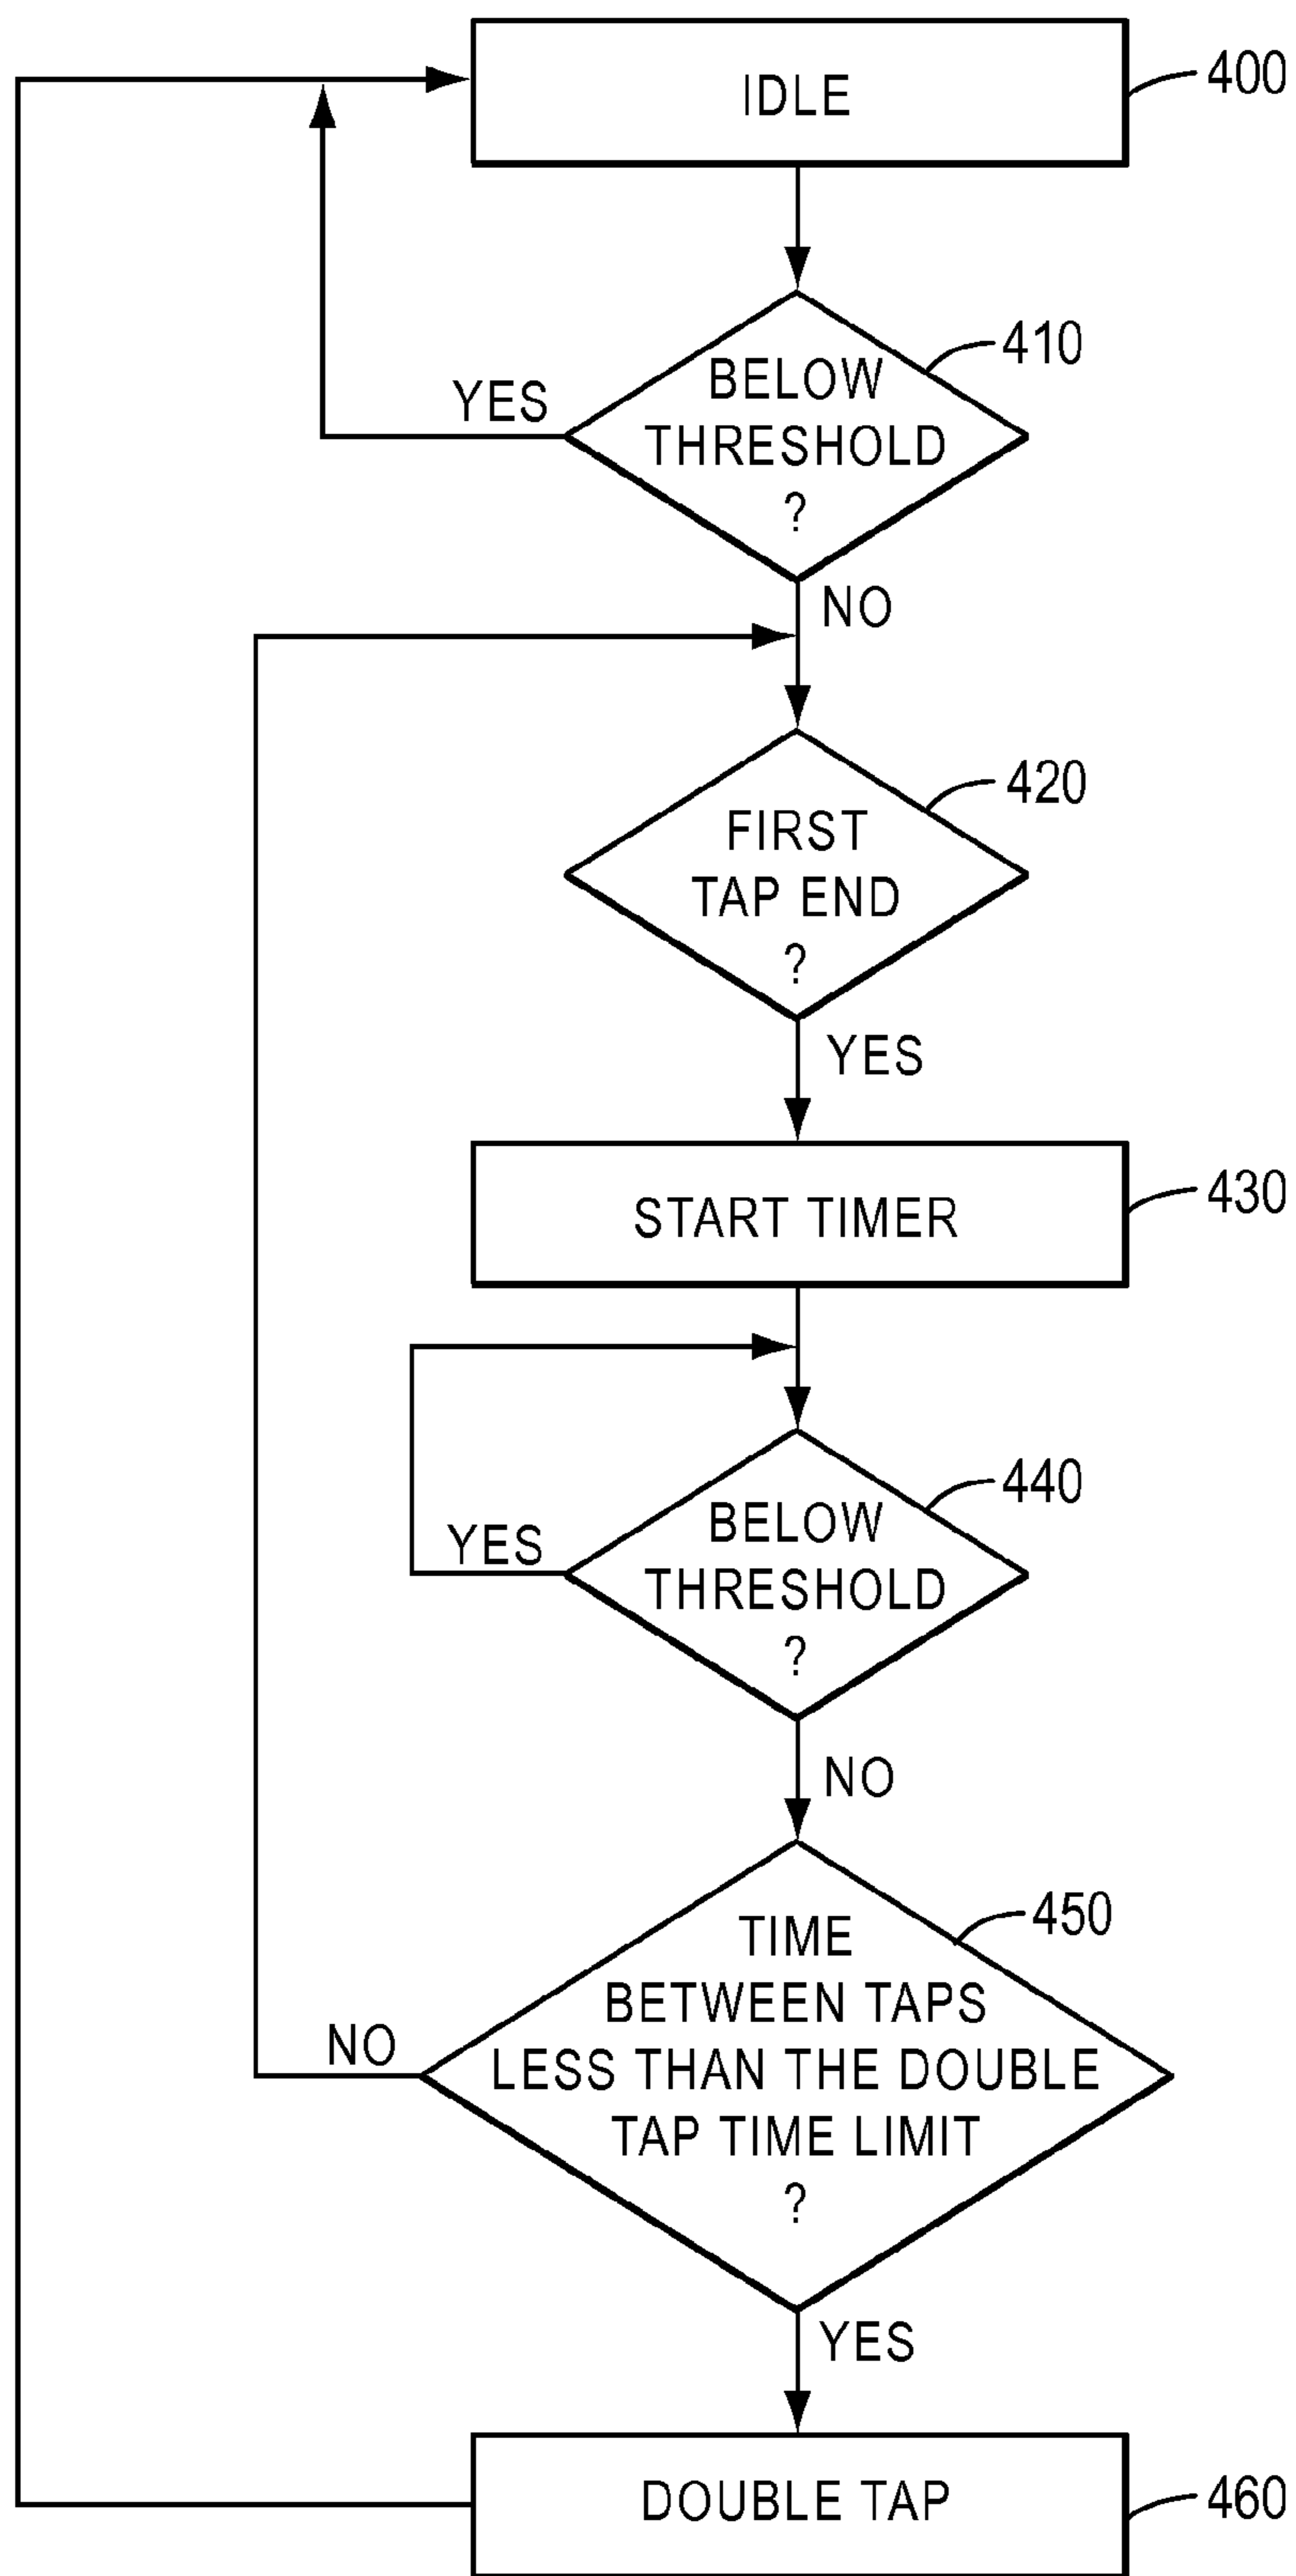 IDLE
400
BELOW
THRESHOLD
?
410
YES
NO
FIRST
TAP END
?
420
YES
START TIMER
430
BELOW
THRESHOLD
?
440
YES
NO
TIME
BETWEEN TAPS
LESS THAN THE DOUBLE
TAP TIME LIMIT
?
450
NO
YES
DOUBLE TAP
460